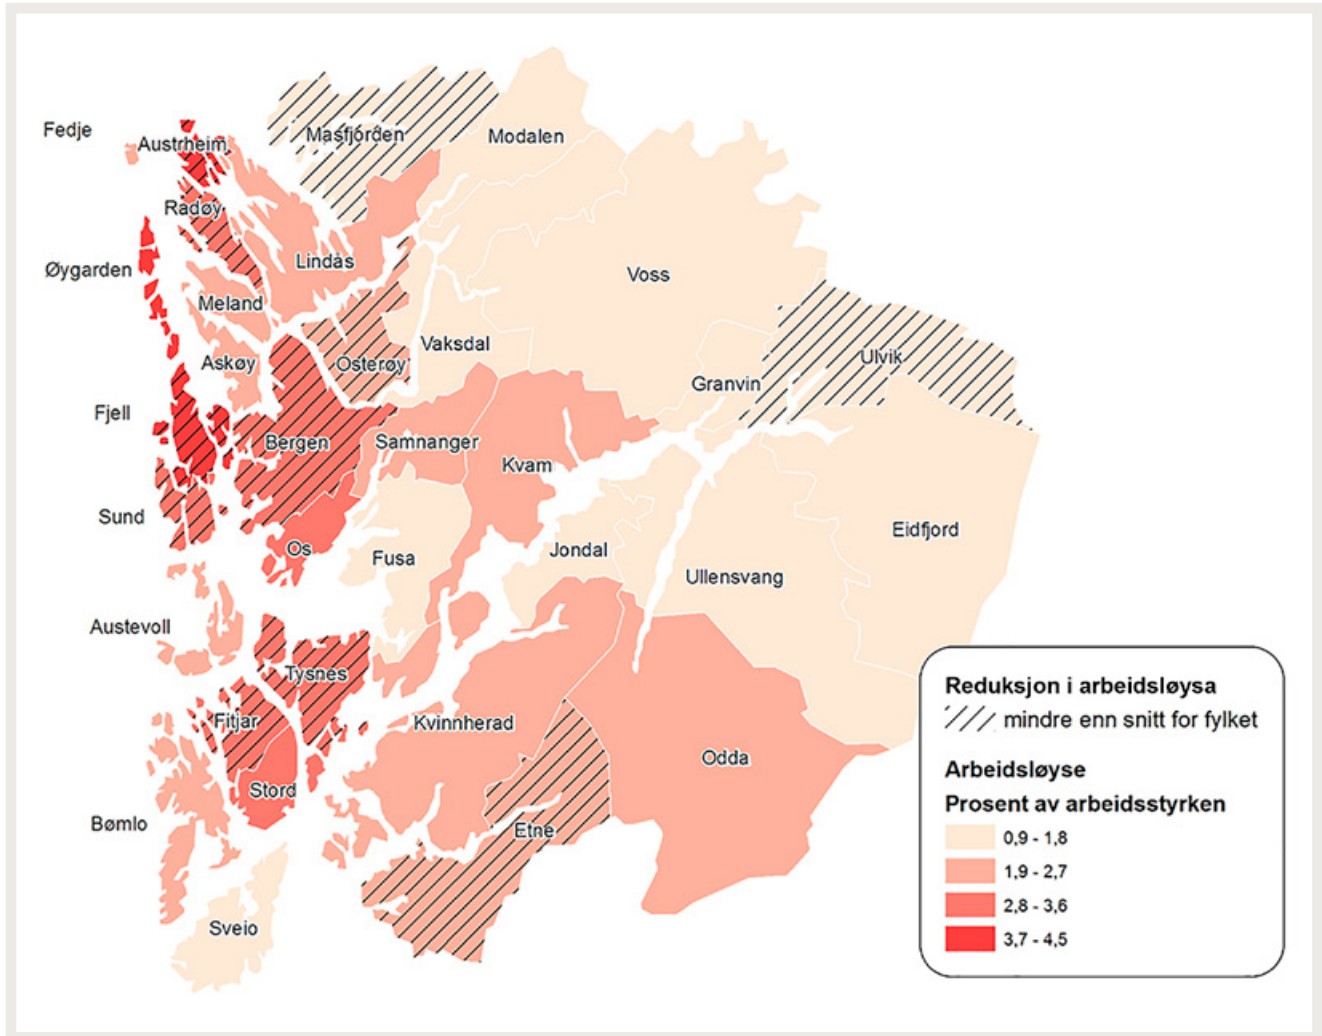 Fedje
Austrheim
Masfjorden
Modalen
Radøy
Øygarden
Lindås
Voss
Meland
Askøy
Osterøy
Vaksdal
Granvin
Ulvik
Fjell
Bergen
Samnanger
Kvam
Sund
Os
Fusa
Jondal
Ullensvang
Eidfjord
Austevoll
Tysnes
Fitjar
Kvinnherad
Odda
Stord
Bømlo
Etne
Sveio
Reduksjon i arbeidsløysa
mindre enn snitt for fylket
Arbeidsløyse
Prosent av arbeidsstyrken
0,9 - 1,8
1,9 - 2,7
2,8 - 3,6
3,7 - 4,5